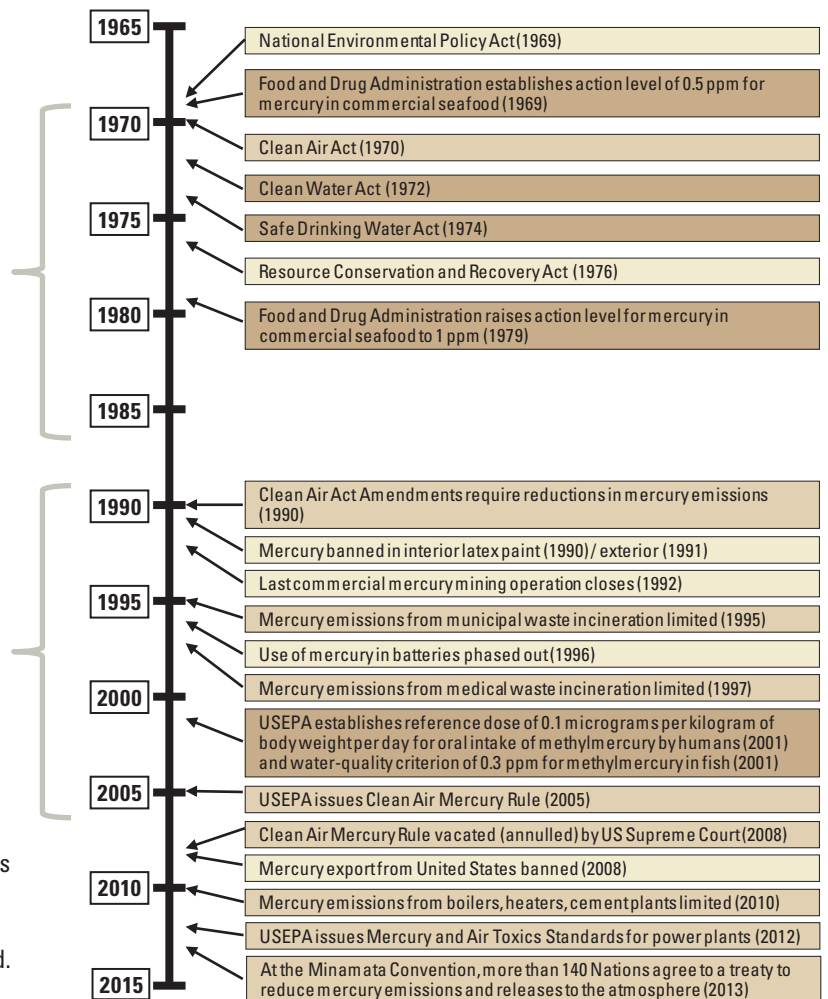 1965
National Environmental Policy Act (1969)
Food and Drug Administration establishes action level of 0.5 ppm for
mercury in commercial seafood (1969)
1970
Clean Air Act (1970)
Clean Water Act (1972)
1975
Safe Drinking Water Act (1974)
Resource Conservation and Recovery Act (1976)
1980
Food and Drug Administration raises action level for mercury in
commercial seafood to 1 ppm (1979)
1985
1990
Clean Air Act Amendments require reductions in mercury emissions
(1990)
Mercury banned in interior latex paint (1990) / exterior (1991)
Last commercial mercury mining operation closes (1992)
1995
Mercury emissions from municipal waste incineration limited (1995)
Use of mercury in batteries phased out (1996)
Mercury emissions from medical waste incineration limited (1997)
2000
USEPA establishes reference dose of 0.1 micrograms per kilogram of
body weight per day for oral intake of methylmercury by humans (2001)
and water-quality criterion of 0.3 ppm for methylmercury in fish (2001)
2005
USEPA issues Clean Air Mercury Rule (2005)
Clean Air Mercury Rule vacated (annulled) by US Supreme Court (2008)
Mercury export from United States banned (2008)
2010
Mercury emissions from boilers, heaters, cement plants limited (2010)
USEPA issues Mercury and Air Toxics Standards for power plants (2012)
At the Minamata Convention, more than 140 Nations agree to a treaty to
reduce mercury emissions and releases to the atmosphere (2013)
2015